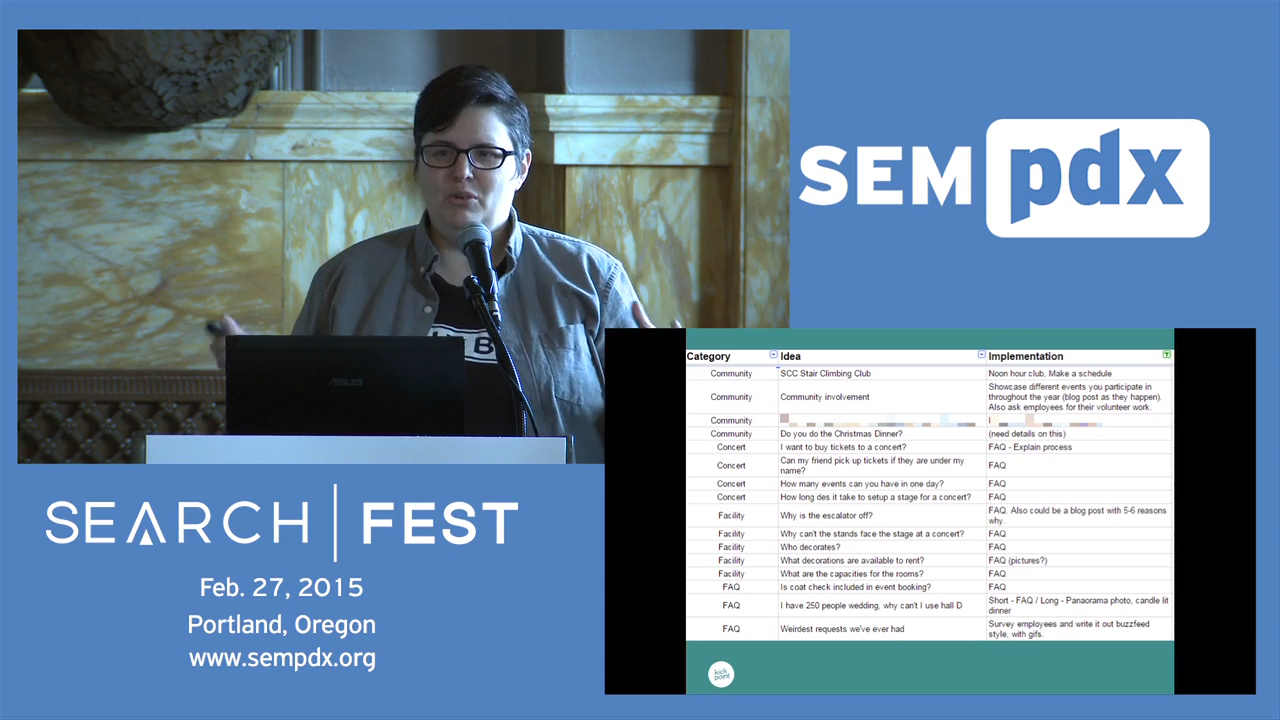 SEM pdx
ASUS
SEARCH FEST
Feb. 27, 2015
Portland, Oregon
www.sempdx.org
Category Idea Implementation
Community SCC Stair Climbing Club Noon hour club, Make a schedule
Community Community involvement Showcase different events you participate in
throughout the year (blog post as they happen).
Also ask employees for their volunteer work.
Community
Community Do you do the Christmas Dinner? (need details on this)
Concert I want to buy tickets to a concert? FAQ - Explain process
Concert Can my friend pick up tickets if they are under my
name? FAQ
Concert How many events can you have in one day? FAQ
Concert How long des it take to setup a stage for a concert? FAQ
Facility Why is the escalator off? FAQ. Also could be a blog post with 5-6 reasons
why.
Facility Why can't the stands face the stage at a concert? FAQ
Facility Who decorates? FAQ
Facility What decorations are available to rent? FAQ (pictures?)
Facility What are the capacities for the rooms? FAQ
FAQ Is coat check included in event booking? FAQ
FAQ I have 250 people wedding, why can't I use hall D Short - FAQ / Long - Panaorama photo, candle lit
dinner
FAQ Weirdest requests we've ever had Survey employees and write it out buzzfeed
style, with gifs.
kick
point